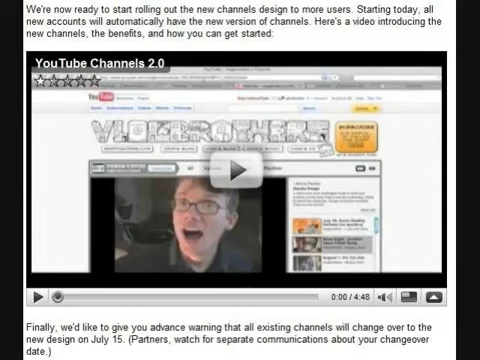 We're now ready to start rolling out the new channels design to more users. Starting today, all
new accounts will automatically have the new version of channels. Here's a video introducing the
new channels, the benefits, and how you can get started:
YouTube Channels 2.0
YouTube
VLOGBROTHERS
SUBSCRIBE
All
0:00 / 4:48
Finally, we'd like to give you advance warning that all existing channels will change over to the
new design on July 15. (Partners, watch for separate communications about your changeover
date.)